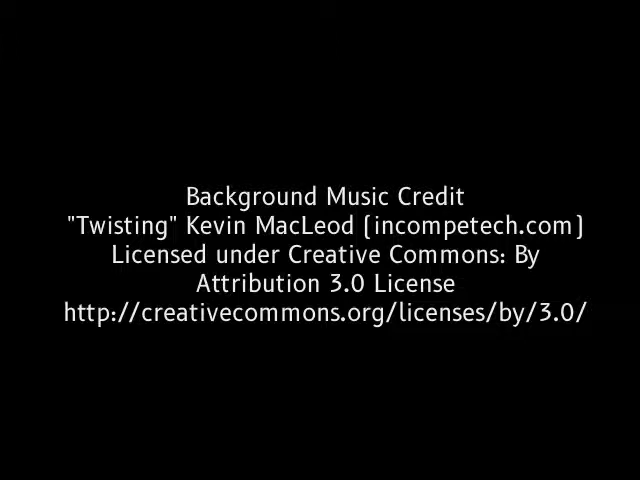 Background Music Credit
"Twisting" Kevin MacLeod (incompetech.com)
Licensed under Creative Commons: By
Attribution 3.0 License
http://creativecommons.org/licenses/by/3.0/